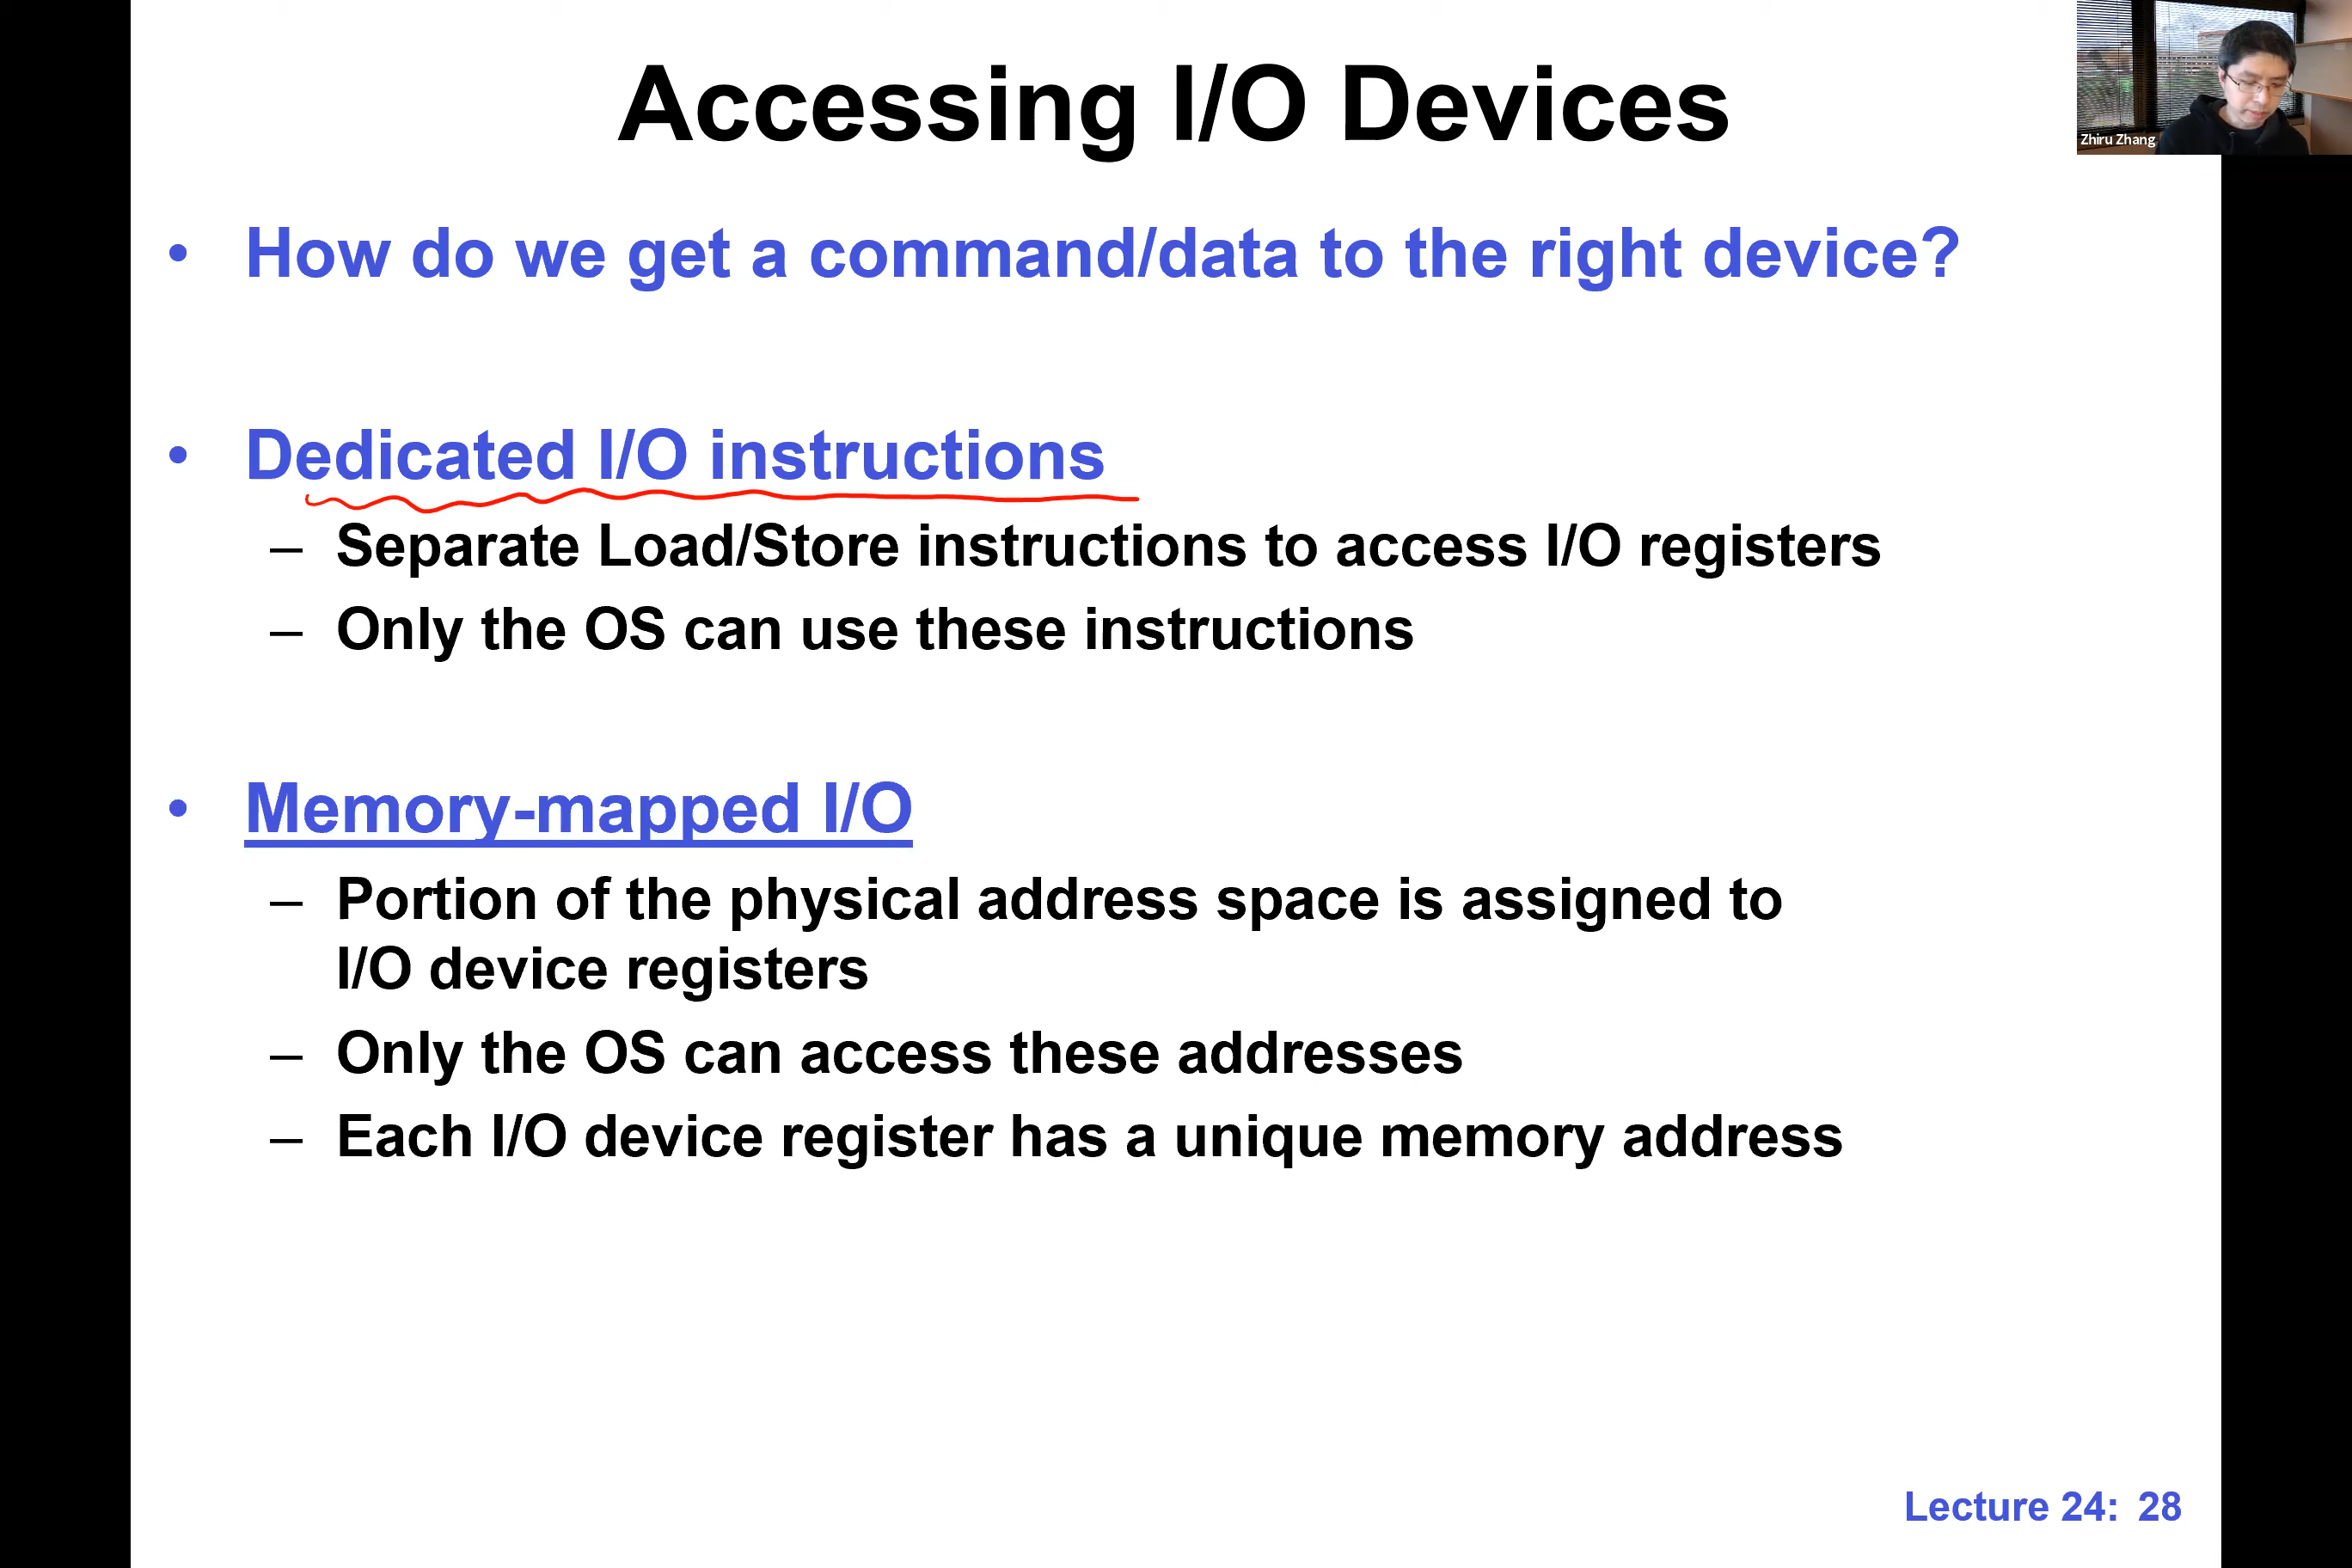 Accessing I/O Devices
Zhiru Zhang
• How do we get a command/data to the right device?
• Dedicated I/O instructions
– Separate Load/Store instructions to access I/O registers
– Only the OS can use these instructions
• Memory-mapped I/O
– Portion of the physical address space is assigned to
I/O device registers
– Only the OS can access these addresses
– Each I/O device register has a unique memory address
Lecture 24: 28